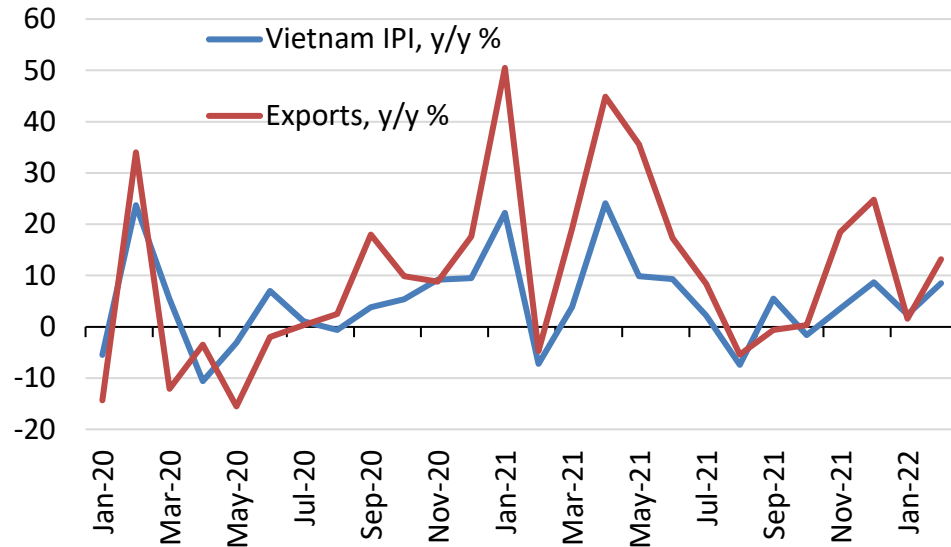 60
50
40
30
20
10
0
-10
-20
Vietnam IPI, y/y %
Exports, y/y %
Jan-20
Mar-20
May-20
Jul-20
Sep-20
Nov-20
Jan-21
Mar-21
May-21
Jul-21
Sep-21
Nov-21
Jan-22